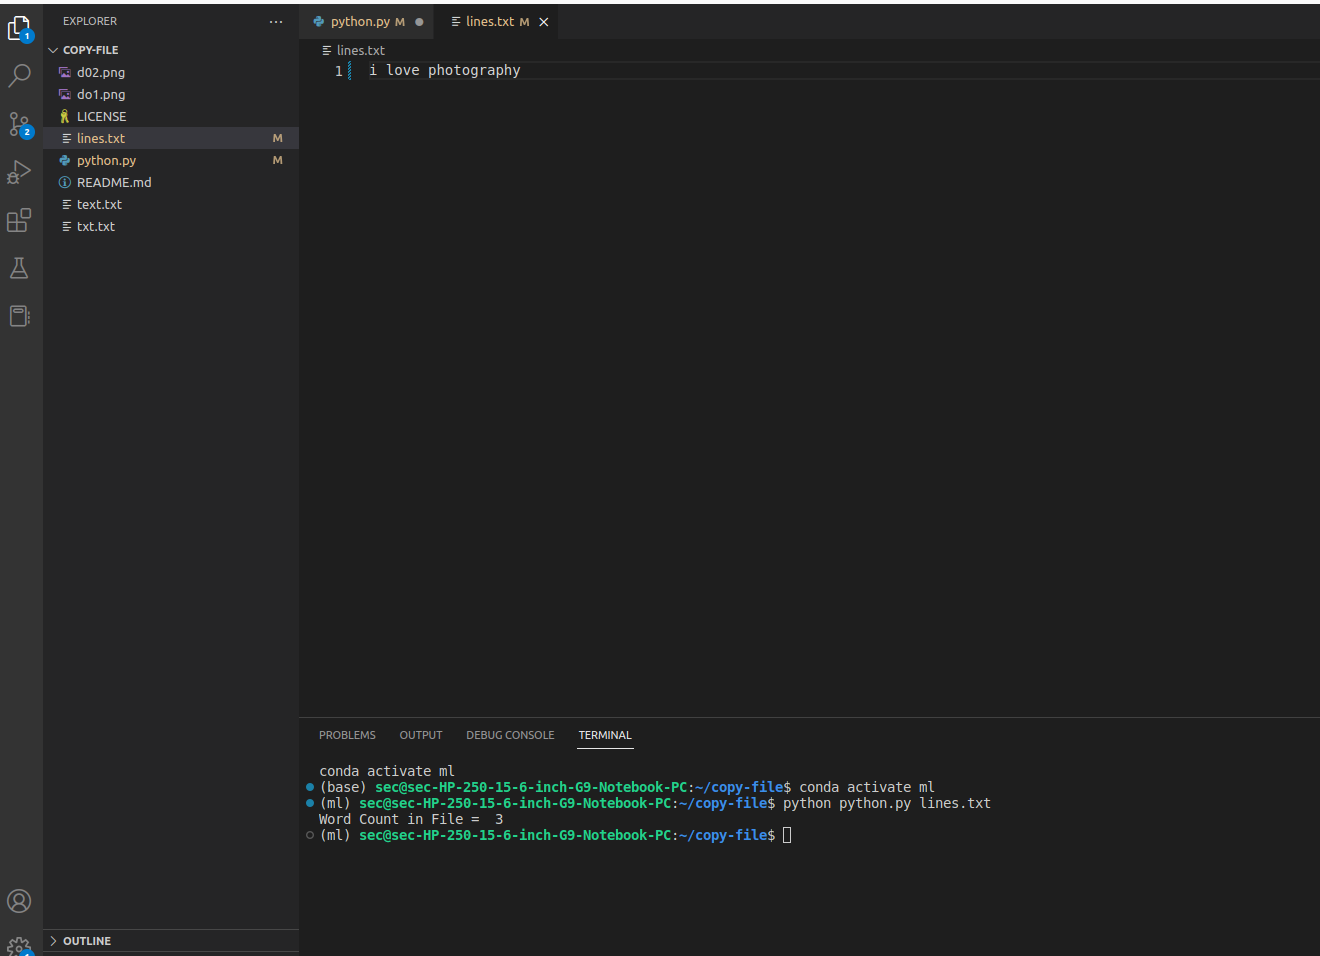 EXPLORER
···
COPY-FILE
d02.png
do1.png
LICENSE
lines.txt M
python.py M
README.md
text.txt
txt.txt
OUTLINE
1
2
python.py M
lines.txt M
lines.txt
1 i love photography
PROBLEMS OUTPUT DEBUG CONSOLE TERMINAL
conda activate ml
(base) sec@sec-HP-250-15-6-inch-G9-Notebook-PC:~/copy-file$ conda activate ml
(ml) sec@sec-HP-250-15-6-inch-G9-Notebook-PC:~/copy-file$ python python.py lines.txt
Word Count in File =  3
(ml) sec@sec-HP-250-15-6-inch-G9-Notebook-PC:~/copy-file$